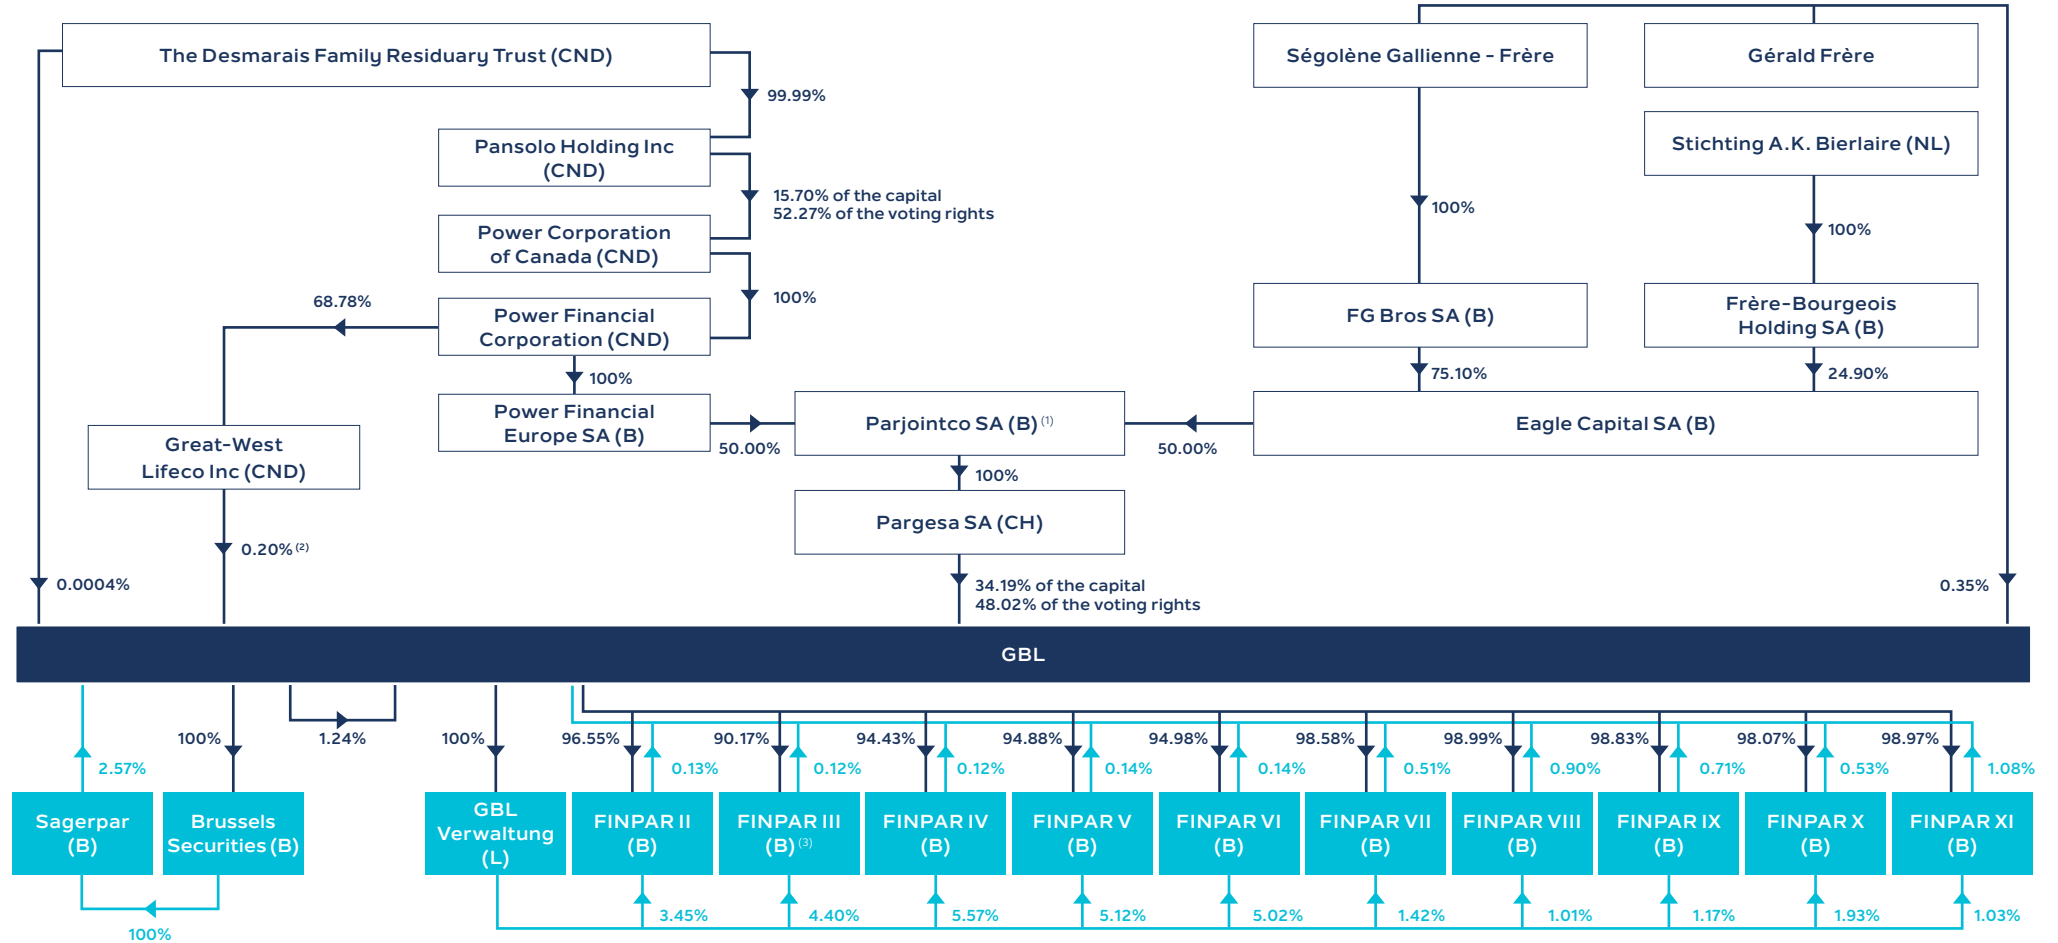 The Desmarais Family Residuary Trust (CND)
Ségolène Gallienne - Frère
Gérald Frère
99.99%
Pansolo Holding Inc
(CND)
Stichting A.K. Bierlaire (NL)
15.70% of the capital
52.27% of the voting rights
100%
Power Corporation
of Canada (CND)
100%
100%
68.78%
Power Financial
Corporation (CND)
FG Bros SA (B)
Frère-Bourgeois
Holding SA (B)
100%
75.10%
24.90%
Power Financial
Europe SA (B)
Parjointco SA (B) (1)
Eagle Capital SA (B)
50.00%
50.00%
Great-West
Lifeco Inc (CND)
100%
Pargesa SA (CH)
0.20% (2)
0.0004%
34.19% of the capital
48.02% of the voting rights
0.35%
GBL
100%
1.24%
100%
96.55%
90.17%
94.43%
94.88%
94.98%
98.58%
98.99%
98.83%
98.07%
98.97%
2.57%
0.13%
0.12%
0.12%
0.14%
0.14%
0.51%
0.90%
0.71%
0.53%
1.08%
Sagerpar
(B)
Brussels
Securities (B)
GBL
Verwaltung
(L)
FINPAR II
(B)
FINPAR III
(B) (3)
FINPAR IV
(B)
FINPAR V
(B)
FINPAR VI
(B)
FINPAR VII
(B)
FINPAR VIII
(B)
FINPAR IX
(B)
FINPAR X
(B)
FINPAR XI
(B)
3.45%
4.40%
5.57%
5.12%
5.02%
1.42%
1.01%
1.17%
1.93%
1.03%
100%